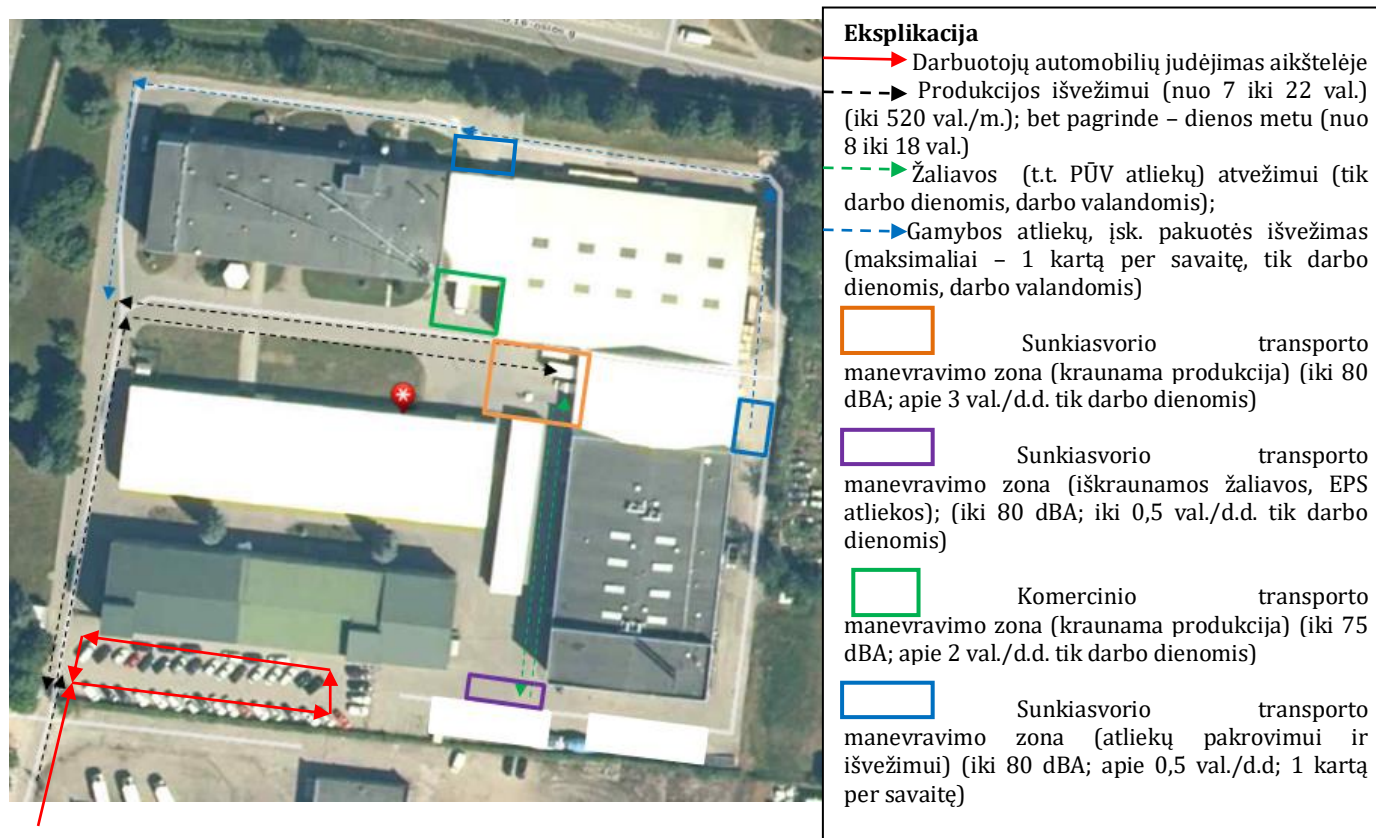 Eksplikacija
Darbuotojų automobilių judėjimas aikštelėje
Produkcijos išvežimui (nuo 7 iki 22 val.)
(iki 520 val./m.); bet pagrinde – dienos metu (nuo
8 iki 18 val.)
Žaliavos (t.t. PŪV atliekų) atvežimui (tik
darbo dienomis, darbo valandomis);
Gamybos atliekų, įsk. pakuotės išvežimas
(maksimaliai – 1 kartą per savaitę, tik darbo
dienomis, darbo valandomis)
Sunkiasvorio transporto
manevravimo zona (kraunama produkcija) (iki 80
dBA; apie 3 val./d.d. tik darbo dienomis)
Sunkiasvorio transporto
manevravimo zona (iškraunamos žaliavos, EPS
atliekos); (iki 80 dBA; iki 0,5 val./d.d. tik darbo
dienomis)
Komercinio transporto
manevravimo zona (kraunama produkcija) (iki 75
dBA; apie 2 val./d.d. tik darbo dienomis)
Sunkiasvorio transporto
manevravimo zona (atliekų pakrovimui ir
išvežimui) (iki 80 dBA; apie 0,5 val./d.d; 1 kartą
per savaitę)